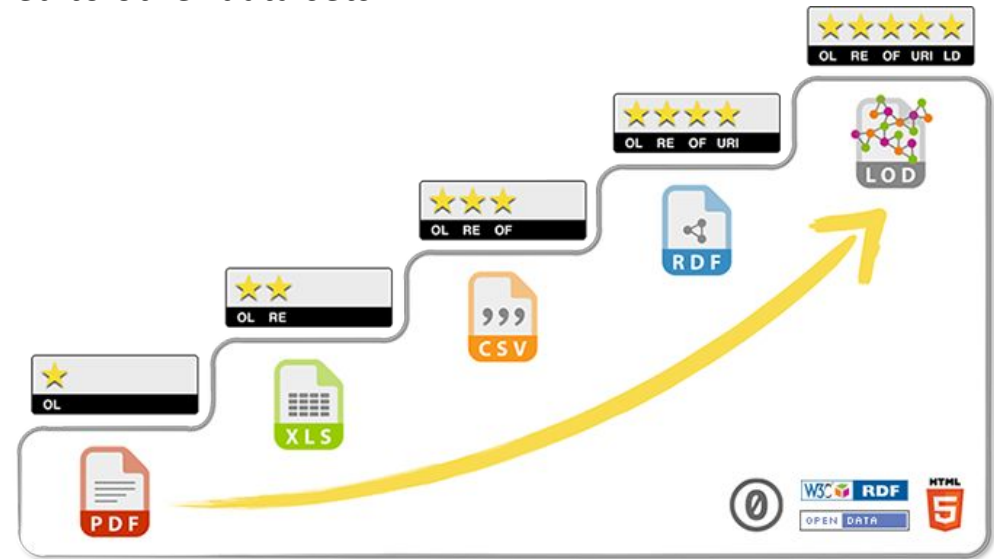 OL RE OF URI LD
LOD
OL RE OF URI
RDF
OL RE OF
CSV
OL RE
XLS
OL
PDF
0
W3C RDF
OPEN DATA
HTML
5